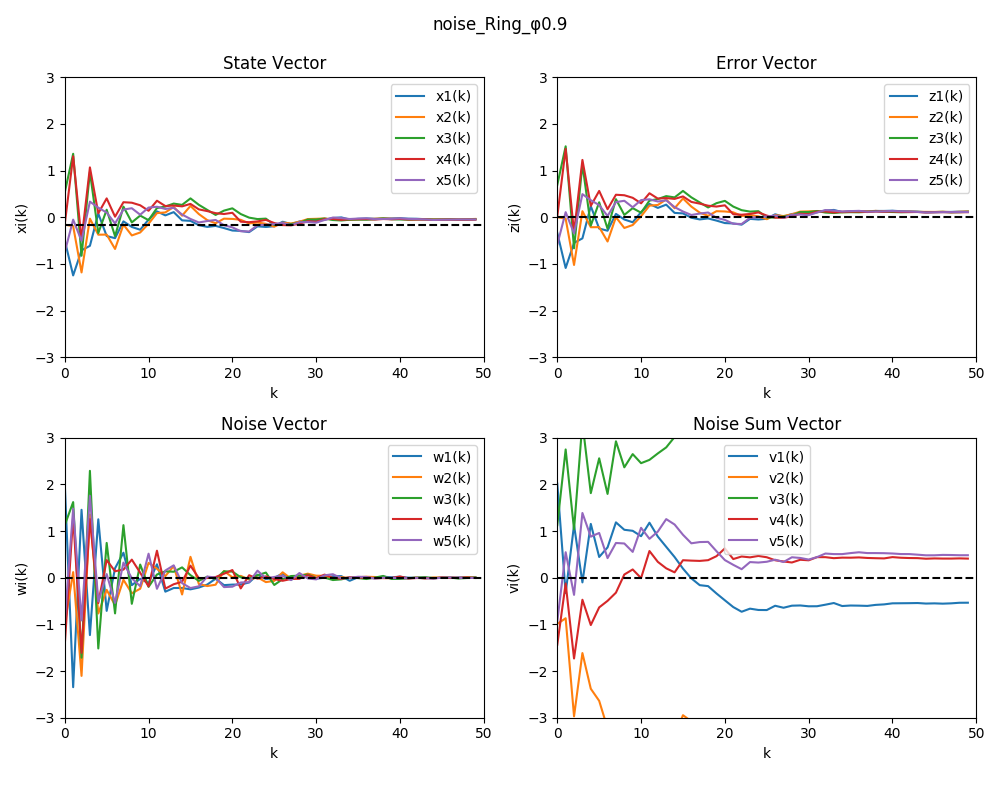 noise_Ring_φ0.9
State Vector
3
2
1
0
−1
−2
−3
xi(k)
0 10 20 30 40 50
k
x1(k)
x2(k)
x3(k)
x4(k)
x5(k)
Error Vector
3
2
1
0
−1
−2
−3
zi(k)
0 10 20 30 40 50
k
z1(k)
z2(k)
z3(k)
z4(k)
z5(k)
Noise Vector
3
2
1
0
−1
−2
−3
wi(k)
0 10 20 30 40 50
k
w1(k)
w2(k)
w3(k)
w4(k)
w5(k)
Noise Sum Vector
3
2
1
0
−1
−2
−3
vi(k)
0 10 20 30 40 50
k
v1(k)
v2(k)
v3(k)
v4(k)
v5(k)